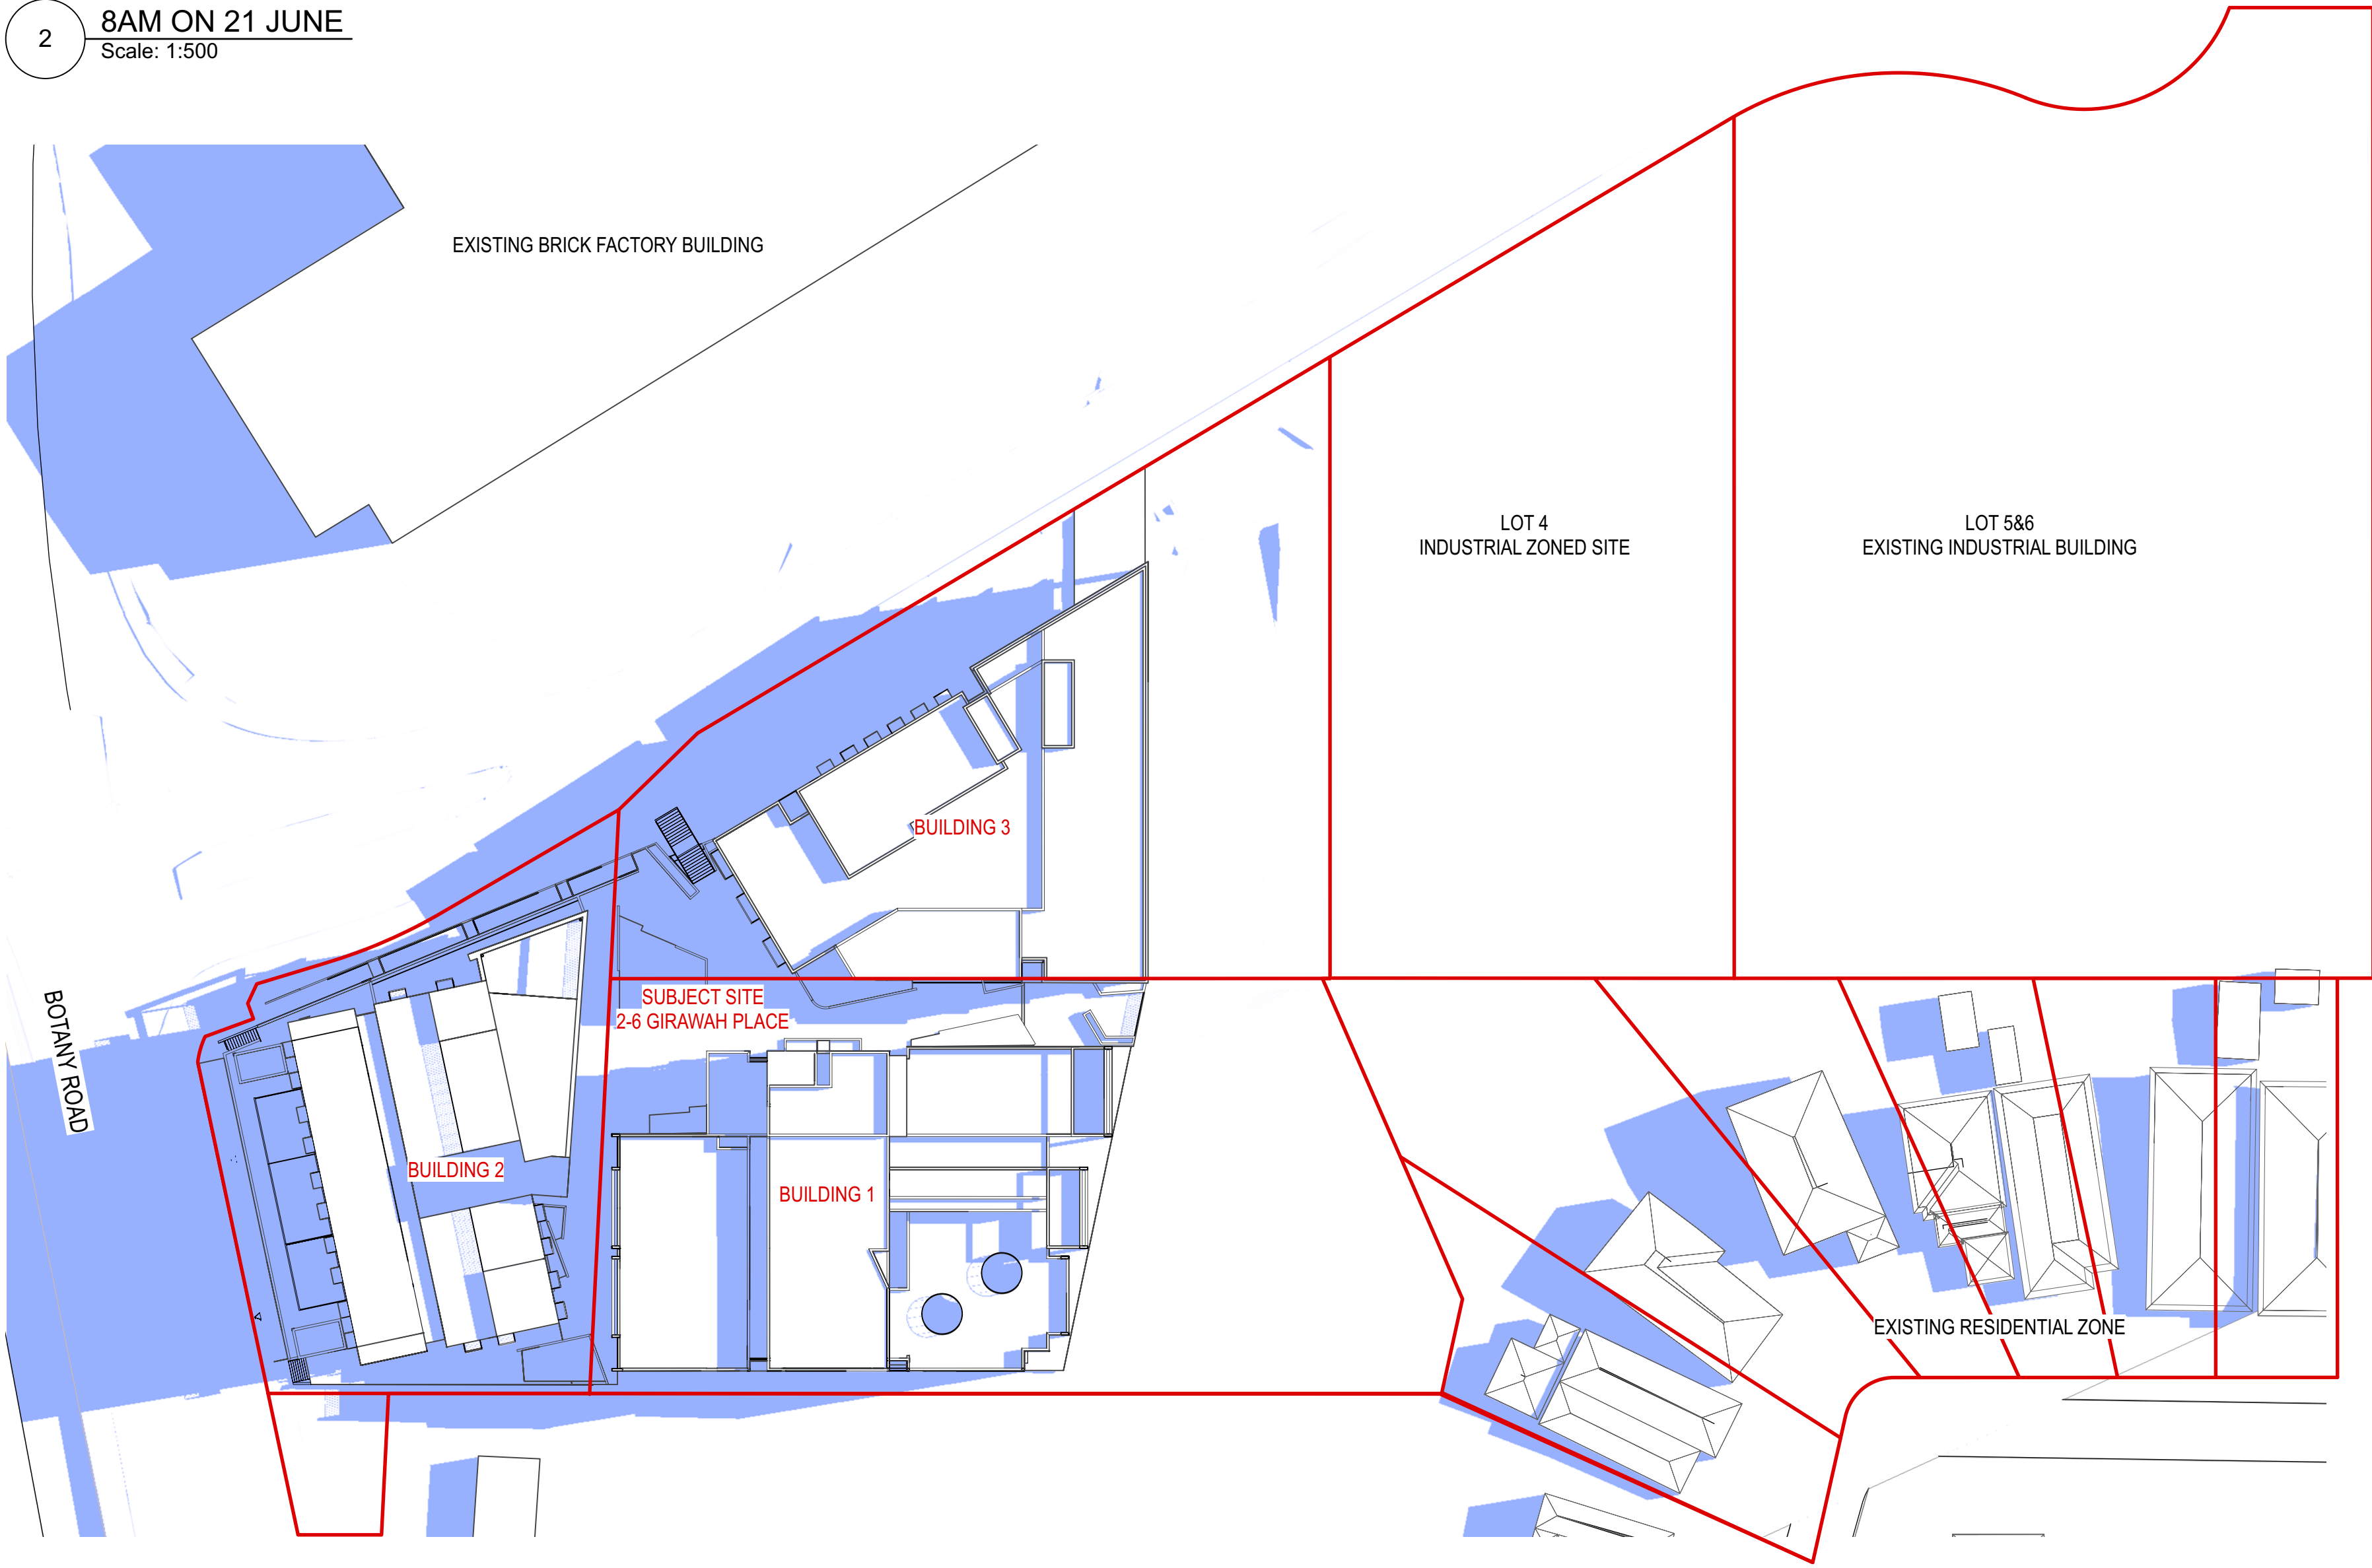 2
8AM ON 21 JUNE
Scale: 1:500
EXISTING BRICK FACTORY BUILDING
LOT 4
INDUSTRIAL ZONED SITE
LOT 5&6
EXISTING INDUSTRIAL BUILDING
BUILDING 3
SUBJECT SITE
2-6 GIRAWAH PLACE
BOTANY ROAD
BUILDING 2
BUILDING 1
EXISTING RESIDENTIAL ZONE